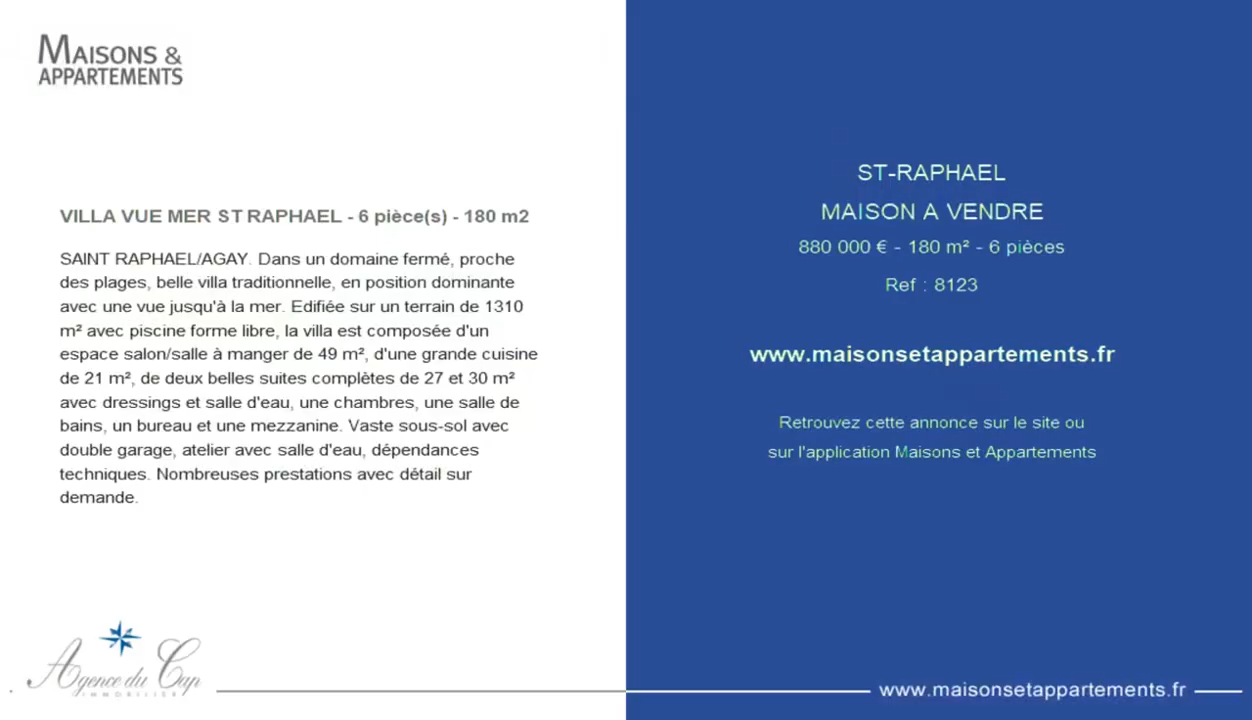 MAISONS &
APPARTEMENTS
VILLA VUE MER ST RAPHAEL - 6 pièce(s) - 180 m2
SAINT RAPHAEL/AGAY. Dans un domaine fermé, proche
des plages, belle villa traditionnelle, en position dominante
avec une vue jusqu'à la mer. Edifiée sur un terrain de 1310
m² avec piscine forme libre, la villa est composée d'un
espace salon/salle à manger de 49 m², d'une grande cuisine
de 21 m², de deux belles suites complètes de 27 et 30 m²
avec dressings et salle d'eau, une chambres, une salle de
bains, un bureau et une mezzanine. Vaste sous-sol avec
double garage, atelier avec salle d'eau, dépendances
techniques. Nombreuses prestations avec détail sur
demande.
Agence du Cap
IMMOBILIER
ST-RAPHAEL
MAISON A VENDRE
880 000 € - 180 m² - 6 pièces
Ref : 8123
www.maisonsetappartements.fr
Retrouvez cette annonce sur le site ou
sur l'application Maisons et Appartements
www.maisonsetappartements.fr